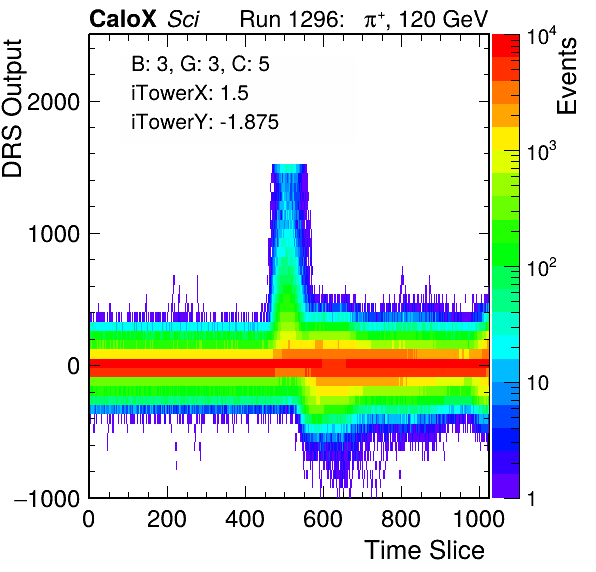 CaloX Sci Run 1296: π⁺, 120 GeV
B: 3, G: 3, C: 5
iTowerX: 1.5
iTowerY: -1.875
DRS Output
2000
1000
0
−1000
0 200 400 600 800 1000
Time Slice
Events
10⁴
10³
10²
10
1